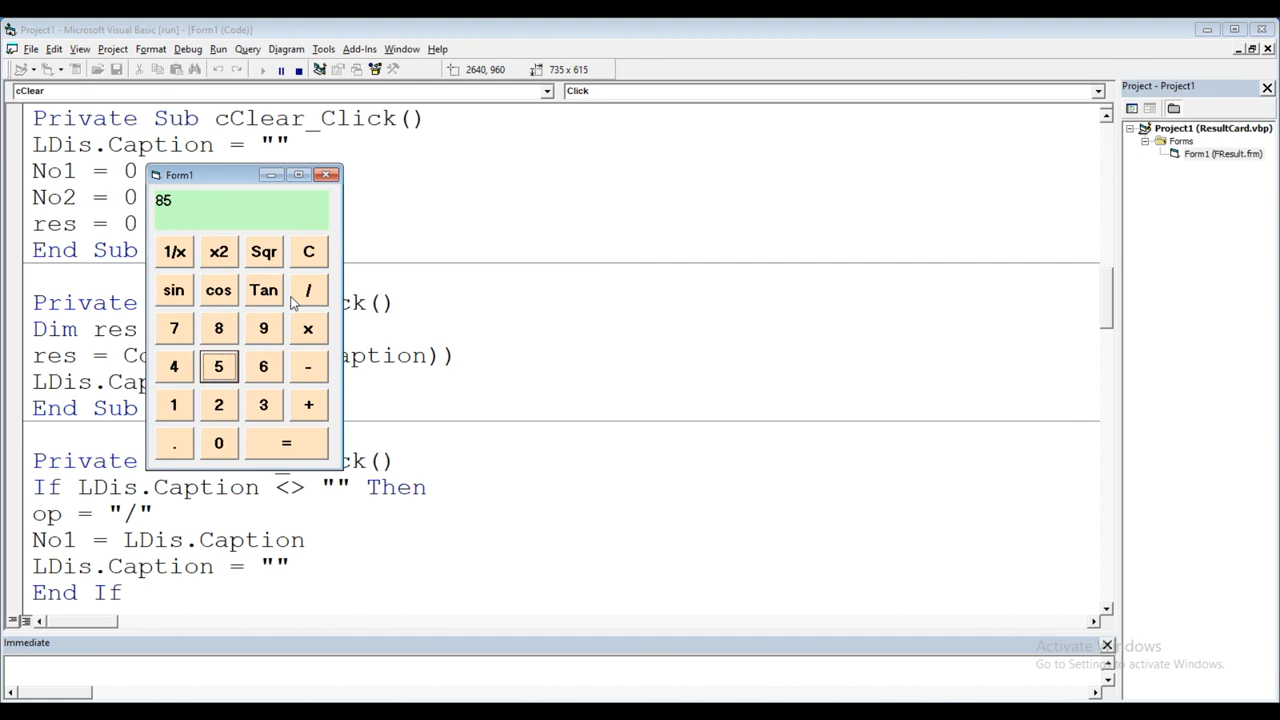 Project1 - Microsoft Visual Basic [run] - [Form1 (Code)]
File Edit View Project Format Debug Run Query Diagram Tools Add-Ins Window Help
2640, 960 735 x 615
cClear Click
Project - Project1
Project1 (ResultCard.vbp)
Forms
Form1 (FResult.frm)
Private Sub cClear_Click()
LDis.Caption = ""
No1 = 0
No2 = 0
res = 0
End Sub
Private ck()
Dim res
res = Co aption))
LDis.Cap
End Sub
Private ck()
If LDis.Caption <> "" Then
op = "/"
No1 = LDis.Caption
LDis.Caption = ""
End If
Form1
85
1/x x2 Sqr C
sin cos Tan /
7 8 9 x
4 5 6 -
1 2 3 +
. 0 =
Immediate
Activate Windows
Go to Settings to activate Windows.